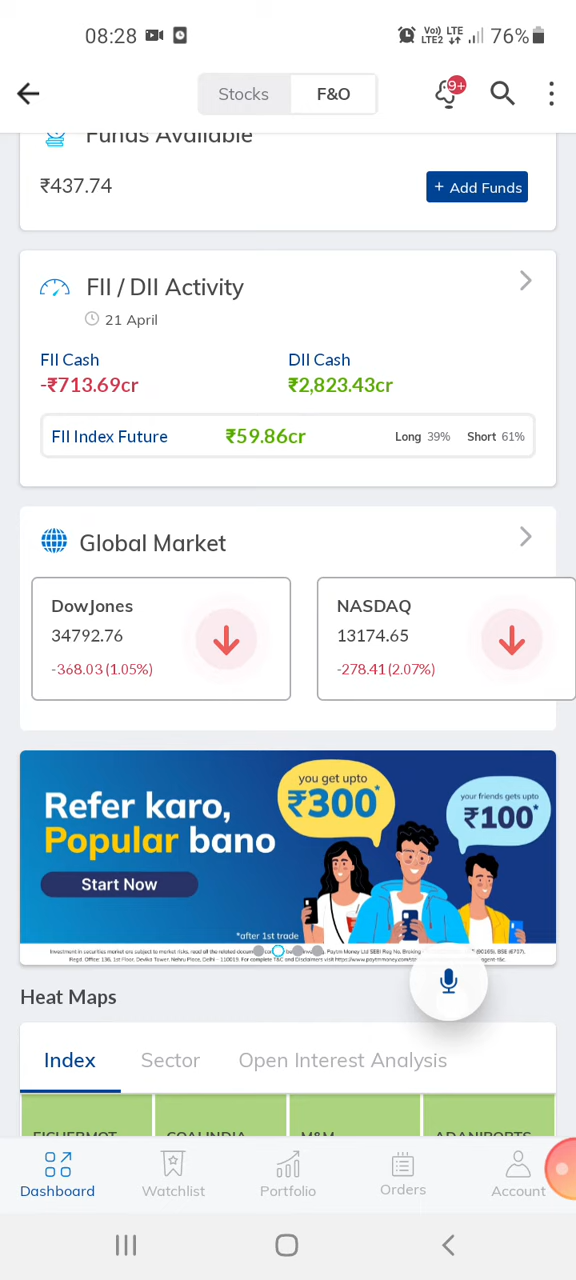 08:28
Vo) LTE
LTE2
76%
Stocks
F&O
9+
Funds Available
₹437.74
+ Add Funds
FII / DII Activity
21 April
FII Cash
DII Cash
-₹713.69cr
₹2,823.43cr
FII Index Future ₹59.86cr Long 39% Short 61%
Global Market
DowJones
34792.76
-368.03 (1.05%)
NASDAQ
13174.65
-278.41 (2.07%)
Refer karo,
Popular bano
Start Now
you get upto
₹300*
your friends gets upto
₹100*
*after 1st trade
Heat Maps
Index Sector Open Interest Analysis
EICHERMOT COALINDIA M&M ADANIPORTS
Dashboard Watchlist Portfolio Orders Account